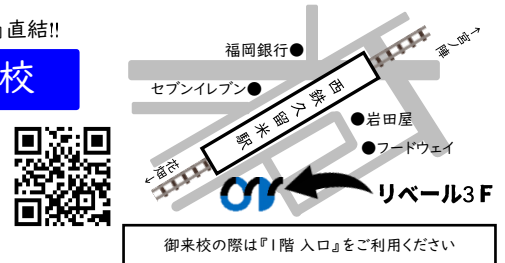 直結!!
校
福岡銀行●
セブンイレブン●
↑宮ノ陣
西鉄久留米駅
●岩田屋
●フードウェイ
花畑↓
リベール3F
御来校の際は『1階 入口』をご利用ください